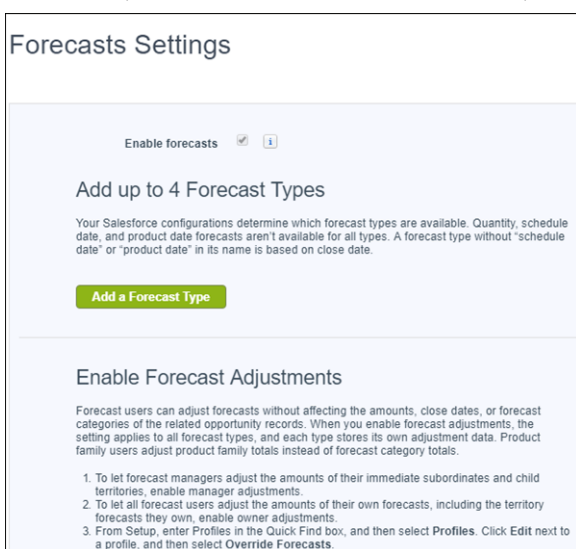 Forecasts Settings
Enable forecasts i
Add up to 4 Forecast Types
Your Salesforce configurations determine which forecast types are available. Quantity, schedule
date, and product date forecasts aren't available for all types. A forecast type without "schedule
date" or "product date" in its name is based on close date.
Add a Forecast Type
Enable Forecast Adjustments
Forecast users can adjust forecasts without affecting the amounts, close dates, or forecast
categories of the related opportunity records. When you enable forecast adjustments, the
setting applies to all forecast types, and each type stores its own adjustment data. Product
family users adjust product family totals instead of forecast category totals.
1. To let forecast managers adjust the amounts of their immediate subordinates and child
territories, enable manager adjustments.
2. To let all forecast users adjust the amounts of their own forecasts, including the territory
forecasts they own, enable owner adjustments.
3. From Setup, enter Profiles in the Quick Find box, and then select Profiles. Click Edit next to
a profile, and then select Override Forecasts.